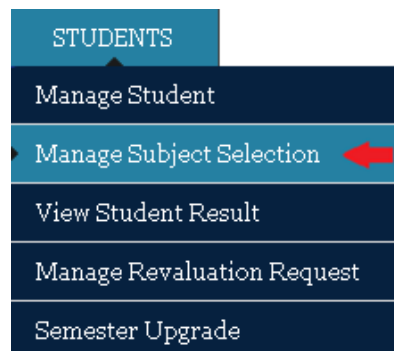 STUDENTS
Manage Student
Manage Subject Selection
View Student Result
Manage Revaluation Request
Semester Upgrade